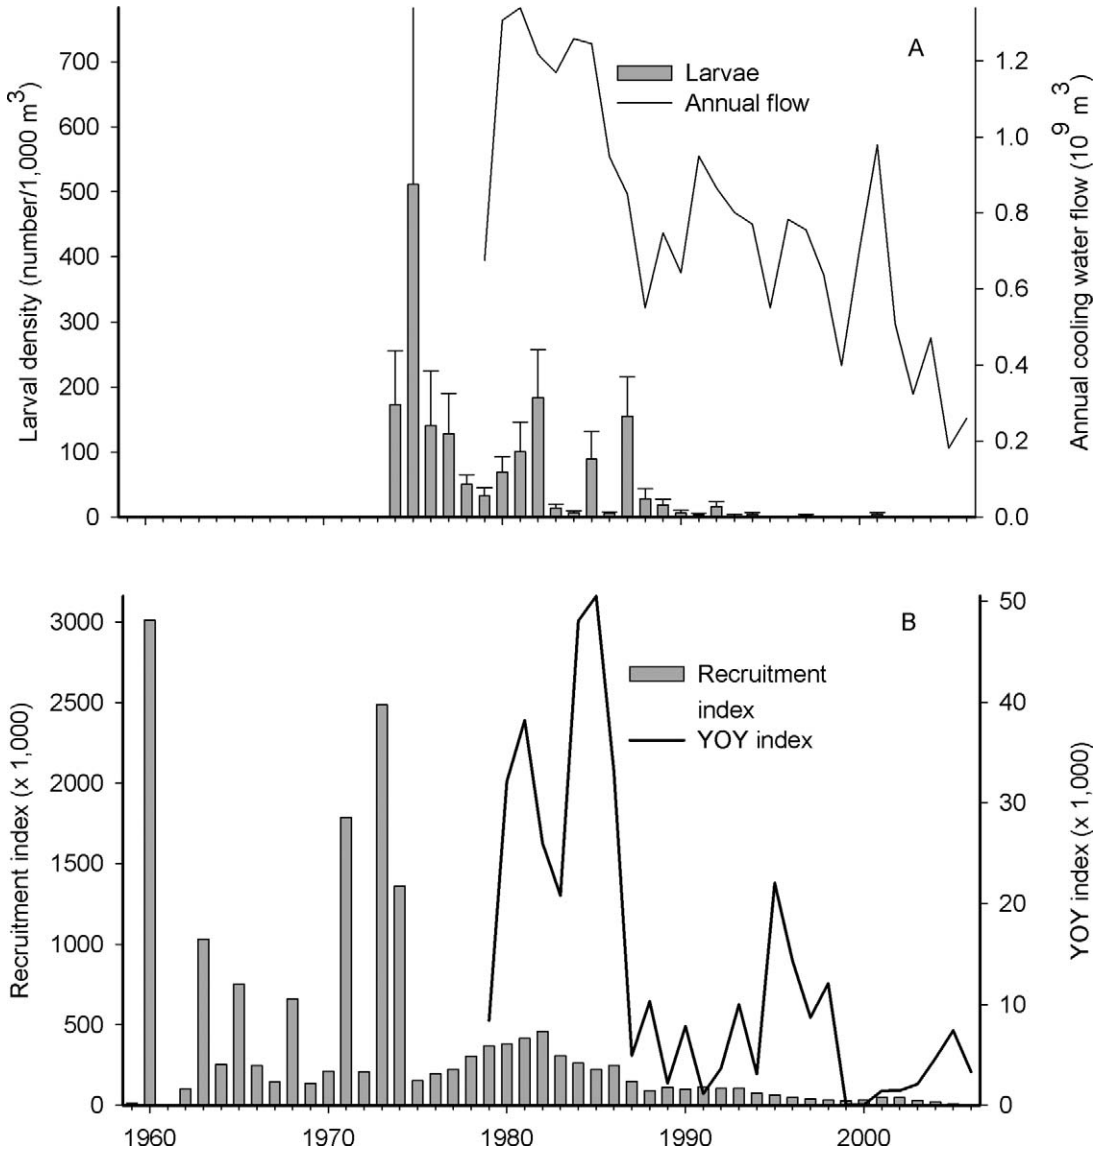 A
Larvae
Annual flow
700
600
500
400
300
200
100
0
Larval density (number/1,000 m³)
1.2
1.0
0.8
0.6
0.4
0.2
0.0
Annual cooling water flow (10⁹ m³)
B
Recruitment
index
YOY index
3000
2500
2000
1500
1000
500
0
Recruitment index (x 1,000)
50
40
30
20
10
0
YOY index (x 1,000)
1960 1970 1980 1990 2000